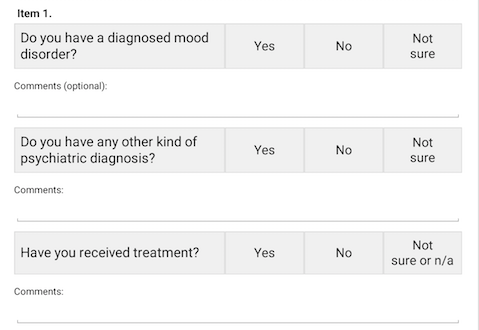 Item 1.
Do you have a diagnosed mood
disorder?
Yes
No
Not
sure
Comments (optional):
Do you have any other kind of
psychiatric diagnosis?
Yes
No
Not
sure
Comments:
Have you received treatment?
Yes
No
Not
sure or n/a
Comments: